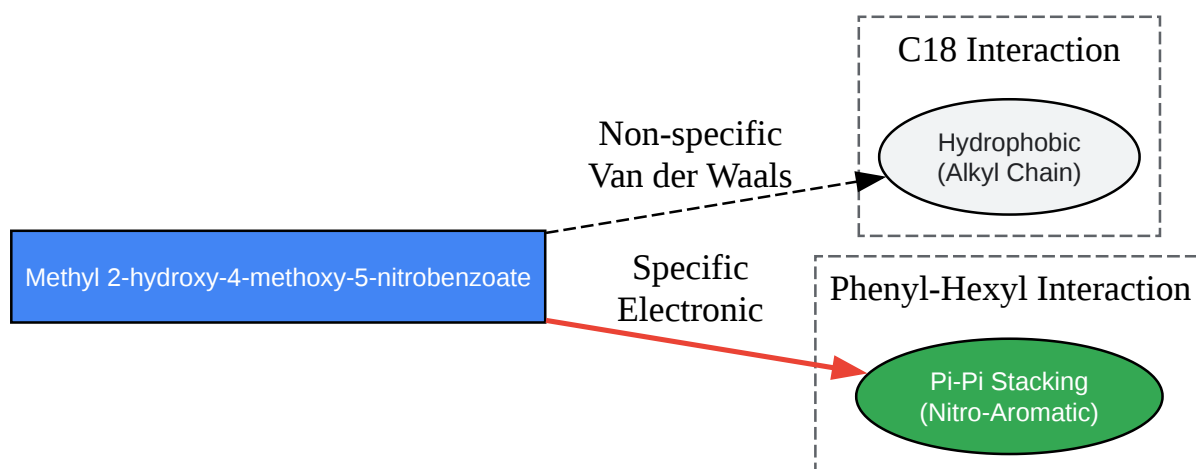 C18 Interaction
Hydrophobic
(Alkyl Chain)
Non-specific
Van der Waals
Methyl 2-hydroxy-4-methoxy-5-nitrobenzoate
Specific
Electronic
Phenyl-Hexyl Interaction
Pi-Pi Stacking
(Nitro-Aromatic)